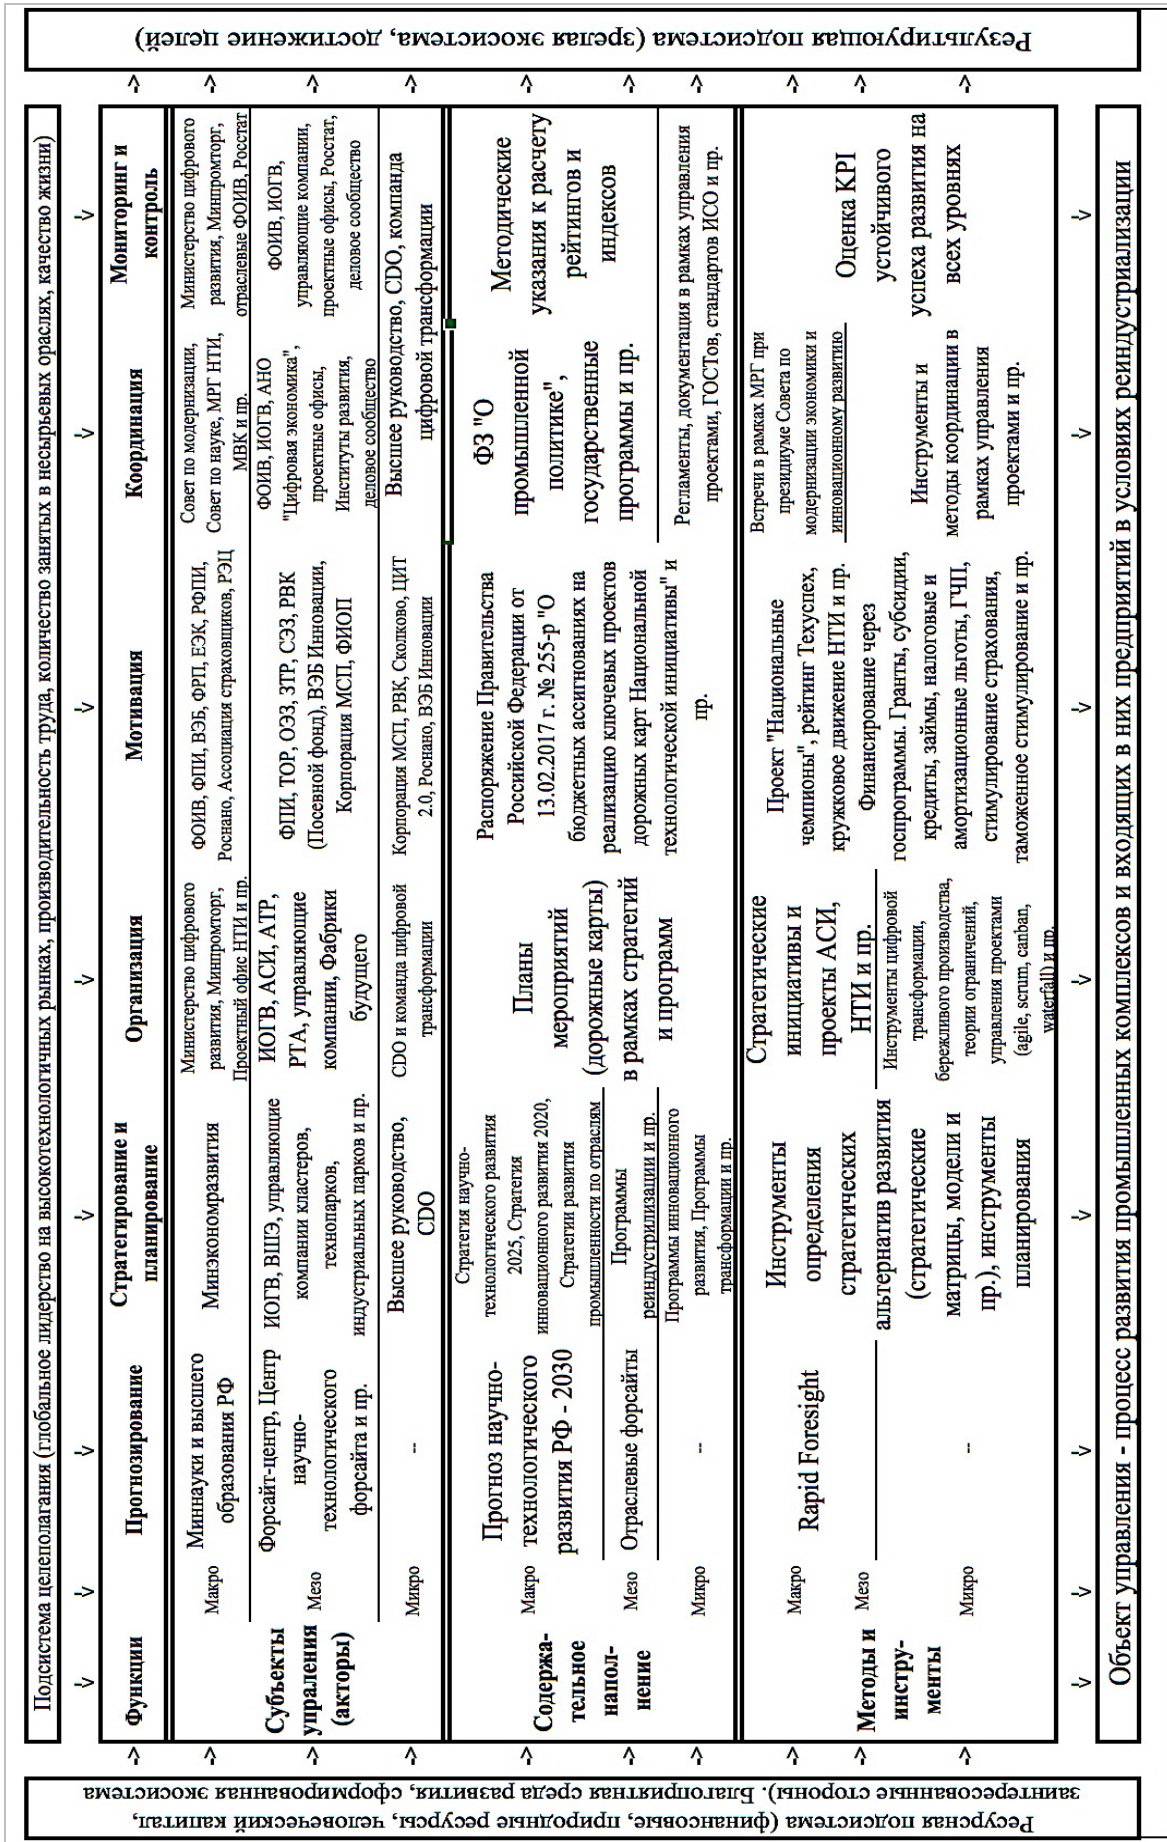 Подсистема целеполагания (глобальное лидерство на высокотехнологичных рынках, производительность труда, количество занятых в несырьевых ораслях, качество жизни)
-> -> -> -> -> -> -> ->
Ресурсная подсистема (финансовые, природные ресурсы, человеческий капитал,
заинтересованные стороны). Благоприятная среда развития, сформированная экосистема
Функции
Прогнозирование
Стратегирование и
планирование
Организация
Мотивация
Координация
Мониторинг и
контроль
Субъекты
упраления
(акторы)
Макро
Миннауки и высшего
образования РФ
Минэкономразвития
Министерство цифрового
развития, Минпромторг,
Проектный офис НТИ и пр.
ФОИВ, ФПИ, ВЭБ, ФРП, ЕЭК, РФПИ,
Роснано, Ассоциация страховщиков, РЭЦ
Совет по модернизации,
Совет по науке, МРГ НТИ,
МВК и пр.
Министерство цифрового
развития, Минпромторг,
отраслевые ФОИВ, Росстат
Мезо
Форсайт-центр, Центр
научно-
технологического
форсайта и пр.
ИОГВ, ВШЭ, управляющие
компании кластеров,
технопарков,
индустриальных парков и пр.
ИОГВ, АСИ, АТР,
РТА, управляющие
компании, Фабрики
будущего
ФПИ, ТОР, ОЭЗ, ЗТР, СЭЗ, РВК
(Посевной фонд), ВЭБ Инновации,
Корпорация МСП, ФИОП
ФОИВ, ИОГВ, АНО
"Цифровая экономика",
проектные офисы,
Институты развития,
деловое сообщество
ФОИВ, ИОГВ,
управляющие компании,
проектные офисы, Росстат,
деловое сообщество
Микро
--
Высшее руководство,
CDO
CDO и команда цифровой
трансформации
Корпорация МСП, РВК, Сколково, ЦИТ
2.0, Роснано, ВЭБ Инновации
Высшее руководство, CDO, команда
цифровой трансформации
Содержа-
тельное
напол-
нение
Макро
Прогноз научно-
технологического
развития РФ - 2030
Стратегия научно-
технологического развития
2025, Стратегия
инновационного развития 2020,
Стратегии развития
промышленности по отраслям
Планы
мероприятий
(дорожные карты)
в рамках стратегий
и программ
Распоряжение Правительства
Российской Федерации от
13.02.2017 г. № 255-р "О
бюджетных ассигнованиях на
реализацию ключевых проектов
дорожных карт Национальной
технологической инициативы" и
пр.
ФЗ "О
промышленной
политике",
государственные
программы и пр.
Методические
указания к расчету
рейтингов и
индексов
Мезо
Отраслевые форсайты
Программы
реиндустрилизации и пр.
Микро
--
Программы инновационного
развития, Программы
трансформации и пр.
Регламенты, документация в рамках управления
проектами, ГОСТов, стандартов ИСО и пр.
Методы и
инстру-
менты
Макро
Мезо
Rapid Foresight
Инструменты
определения
стратегических
альтернатив развития
(стратегические
матрицы, модели и
пр.), инструменты
планирования
Стратегические
инициативы и
проекты АСИ,
НТИ и пр.
Проект "Национальные
чемпионы", рейтинг Техуспех,
кружковое движение НТИ и пр.
Финансирование через
госпрограммы. Гранты, субсидии,
кредиты, займы, налоговые и
амортизационные льготы, ГЧП,
стимулирование страхования,
таможенное стимулирование и пр.
Встречи в рамках МРГ при
президиуме Совета по
модернизации экономики и
инновационному развитию
Оценка KPI
устойчивого
успеха развития на
всех уровнях
Микро
--
Инструменты цифровой
трансформации,
бережливого производства,
теории ограничений,
управления проектами
(agile, scrum, canban,
waterfall) и пр.
Инструменты и
методы координации в
рамках управления
проектами и пр.
-> -> -> -> -> -> -> ->
Объект управления - процесс развития промышленных комплексов и входящих в них предприятий в условиях реиндустриализации
Результирующая подсистема (зрелая экосистема, достижение целей)